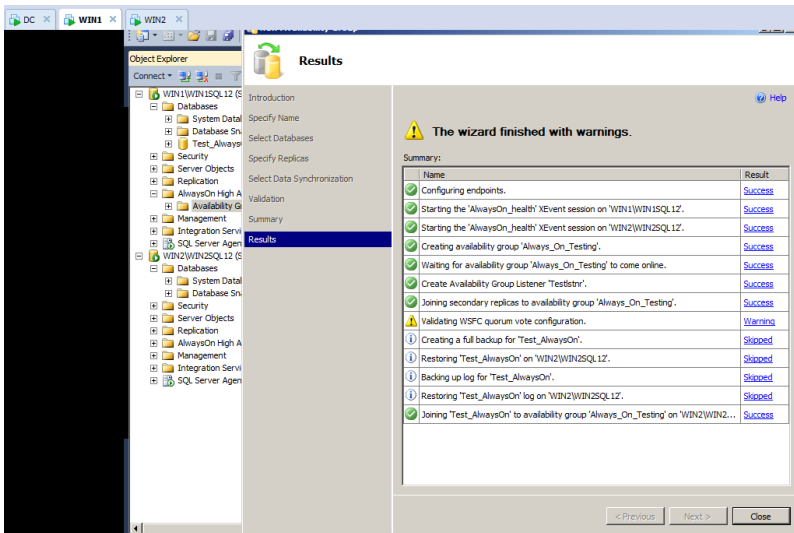 DC
WIN1
WIN2
Object Explorer
Connect
WIN1\WIN1SQL12 (S
Databases
System Datal
Database Sna
Test_Always
Security
Server Objects
Replication
AlwaysOn High A
Availability G
Management
Integration Servi
SQL Server Agen
WIN2\WIN2SQL12 (S
Databases
System Datal
Database Sna
Security
Server Objects
Replication
AlwaysOn High A
Management
Integration Servi
SQL Server Agen
Results
Introduction
Specify Name
Select Databases
Specify Replicas
Select Data Synchronization
Validation
Summary
Results
Help
The wizard finished with warnings.
Summary:
Name Result
Configuring endpoints. Success
Starting the 'AlwaysOn_health' XEvent session on 'WIN1\WIN1SQL12'. Success
Starting the 'AlwaysOn_health' XEvent session on 'WIN2\WIN2SQL12'. Success
Creating availability group 'Always_On_Testing'. Success
Waiting for availability group 'Always_On_Testing' to come online. Success
Create Availability Group Listener 'Testlstnr'. Success
Joining secondary replicas to availability group 'Always_On_Testing'. Success
Validating WSFC quorum vote configuration. Warning
Creating a full backup for 'Test_AlwaysOn'. Skipped
Restoring 'Test_AlwaysOn' on 'WIN2\WIN2SQL12'. Skipped
Backing up log for 'Test_AlwaysOn'. Skipped
Restoring 'Test_AlwaysOn' log on 'WIN2\WIN2SQL12'. Skipped
Joining 'Test_AlwaysOn' to availability group 'Always_On_Testing' on 'WIN2\WIN2... Success
< Previous
Next >
Close